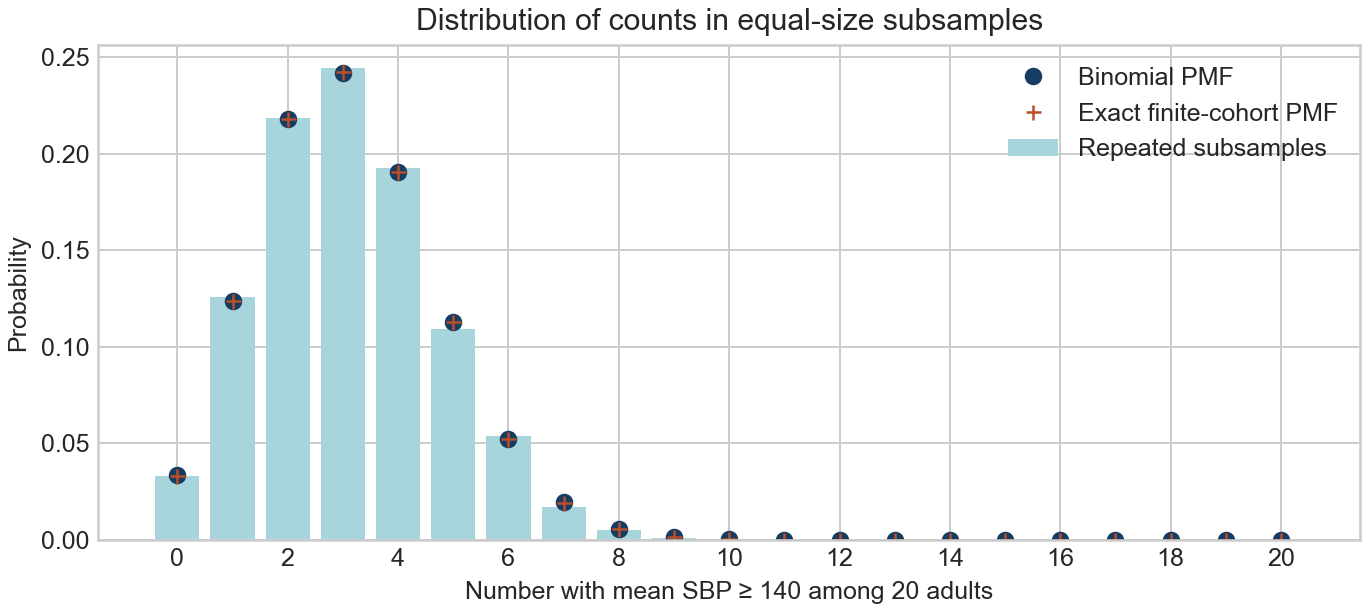 Distribution of counts in equal-size subsamples
Binomial PMF
Exact finite-cohort PMF
Repeated subsamples
Probability
0.25
0.20
0.15
0.10
0.05
0.00
0 2 4 6 8 10 12 14 16 18 20
Number with mean SBP ≥ 140 among 20 adults